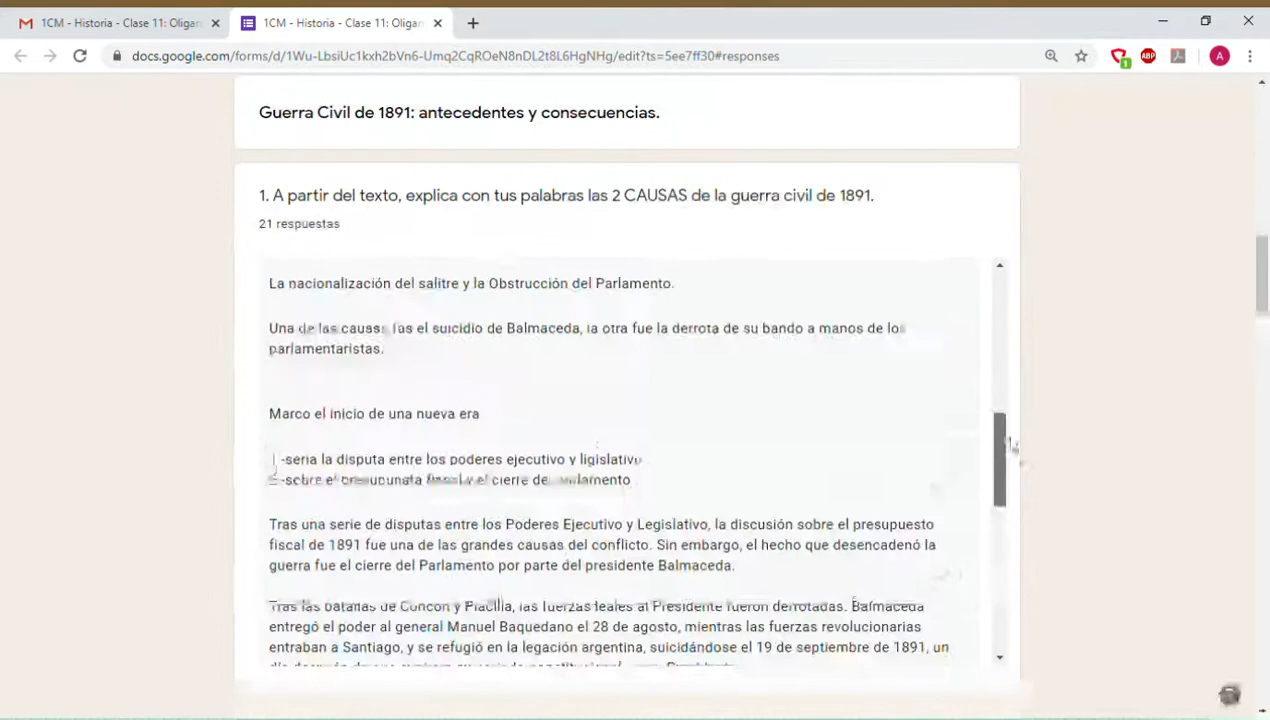 1CM - Historia - Clase 11: Oligar
1CM - Historia - Clase 11: Oligar
docs.google.com/forms/d/1Wu-LbsiUc1kxh2bVn6-Umq2CqROeN8nDL2t8L6HgNHg/edit?ts=5ee7ff30#responses
1
ABP
A
Guerra Civil de 1891: antecedentes y consecuencias.
1. A partir del texto, explica con tus palabras las 2 CAUSAS de la guerra civil de 1891.
21 respuestas
La nacionalización del salitre y la Obstrucción del Parlamento.
Una de las causas el suicidio de Balmaceda, la otra fue la derrota de su bando a manos de los
parlamentaristas.
Marco el inicio de una nueva era
-seria la disputa entre los poderes ejecutivo y ligislativo
-sobre el fiscal y el cierre de parlamento
Tras una serie de disputas entre los Poderes Ejecutivo y Legislativo, la discusión sobre el presupuesto
fiscal de 1891 fue una de las grandes causas del conflicto. Sin embargo, el hecho que desencadenó la
guerra fue el cierre del Parlamento por parte del presidente Balmaceda.
Tras las batallas de Concón y Placilla, las fuerzas leales al Presidente fueron derrotadas. Balmaceda
entregó el poder al general Manuel Baquedano el 28 de agosto, mientras las fuerzas revolucionarias
entraban a Santiago, y se refugió en la legación argentina, suicidándose el 19 de septiembre de 1891, un